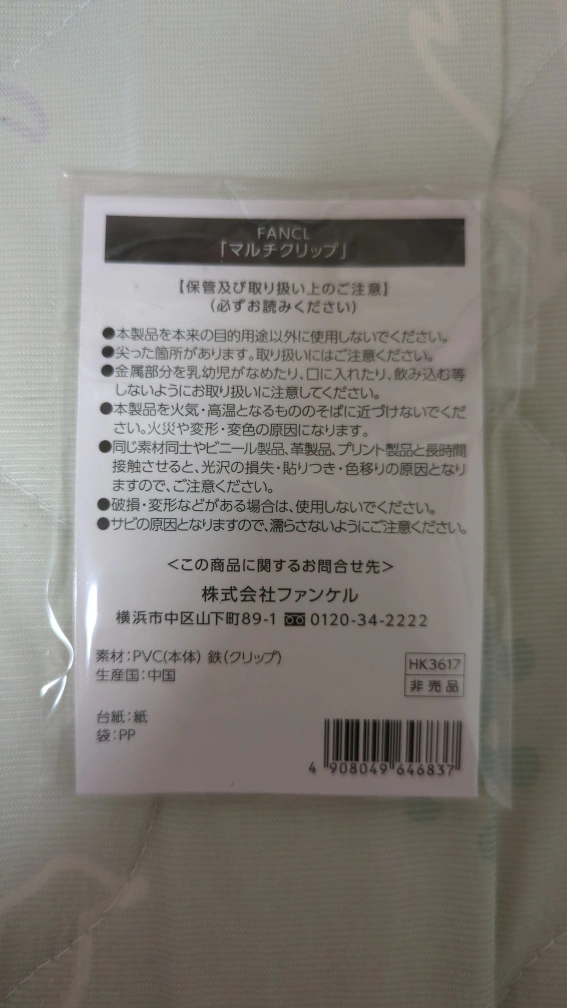 FANCL
「マルチクリップ」
【保管及び取り扱い上のご注意】
(必ずお読みください)
●本製品を本来の目的用途以外に使用しないでください。
●尖った箇所があります。取り扱いにはご注意ください。
●金属部分を乳幼児がなめたり、口に入れたり、飲み込む等
しないようにお取り扱いに注意してください。
●本製品を火気・高温となるもののそばに近づけないでくだ
さい。火災や変形・変色の原因になります。
●同じ素材同士やビニール製品、革製品、プリント製品と長時間
接触させると、光沢の損失・貼りつき・色移りの原因となり
ますので、ご注意ください。
●破損・変形などがある場合は、使用しないでください。
●サビの原因となりますので、濡らさないようにご注意ください。
<この商品に関するお問合せ先>
株式会社ファンケル
横浜市中区山下町89-1 0120-34-2222
素材:PVC(本体) 鉄(クリップ)
生産国:中国
HK3617
非売品
台紙:紙
袋:PP
4 908049 646837